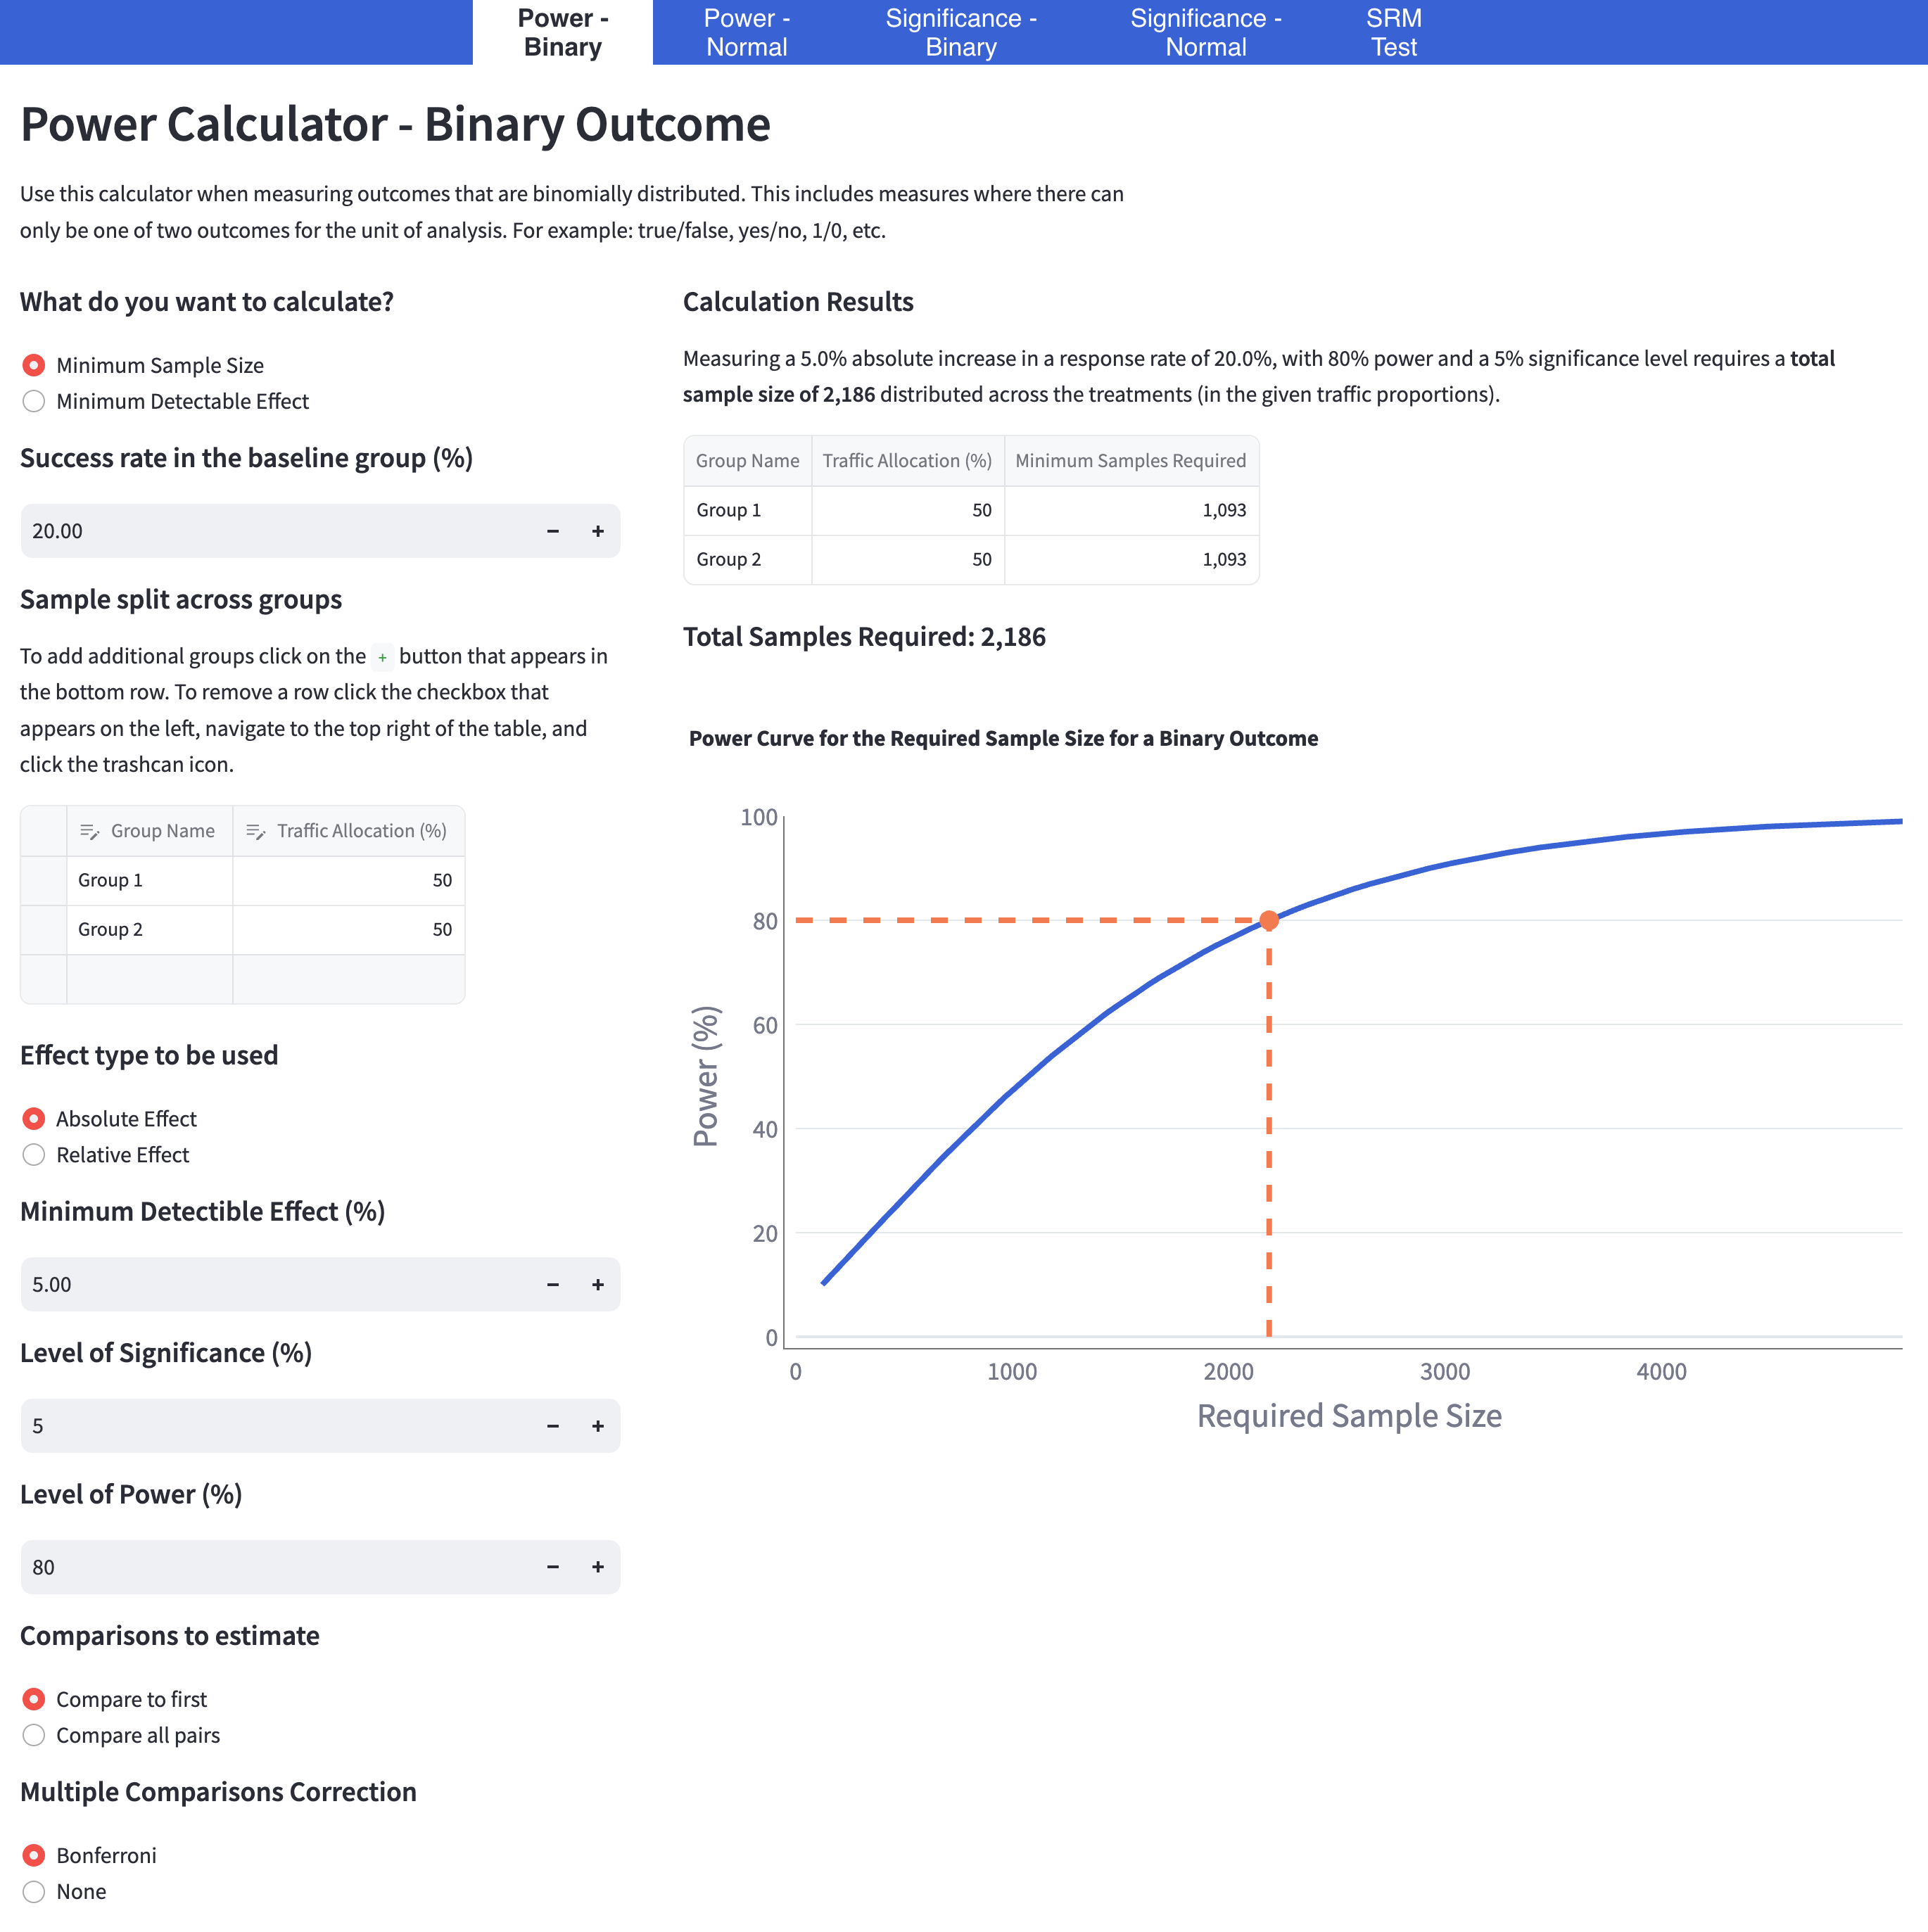 Power -
Binary
Power -
Normal
Significance -
Binary
Significance -
Normal
SRM
Test
Power Calculator - Binary Outcome
Use this calculator when measuring outcomes that are binomially distributed. This includes measures where there can
only be one of two outcomes for the unit of analysis. For example: true/false, yes/no, 1/0, etc.
What do you want to calculate?
Minimum Sample Size
Minimum Detectable Effect
Success rate in the baseline group (%)
20.00 − +
Sample split across groups
To add additional groups click on the + button that appears in
the bottom row. To remove a row click the checkbox that
appears on the left, navigate to the top right of the table, and
click the trashcan icon.
Group Name Traffic Allocation (%)
Group 1 50
Group 2 50
Effect type to be used
Absolute Effect
Relative Effect
Minimum Detectible Effect (%)
5.00 − +
Level of Significance (%)
5 − +
Level of Power (%)
80 − +
Comparisons to estimate
Compare to first
Compare all pairs
Multiple Comparisons Correction
Bonferroni
None
Calculation Results
Measuring a 5.0% absolute increase in a response rate of 20.0%, with 80% power and a 5% significance level requires a total
sample size of 2,186 distributed across the treatments (in the given traffic proportions).
Group Name Traffic Allocation (%) Minimum Samples Required
Group 1 50 1,093
Group 2 50 1,093
Total Samples Required: 2,186
Power Curve for the Required Sample Size for a Binary Outcome
100
80
60
40
20
0
Power (%)
0 1000 2000 3000 4000
Required Sample Size